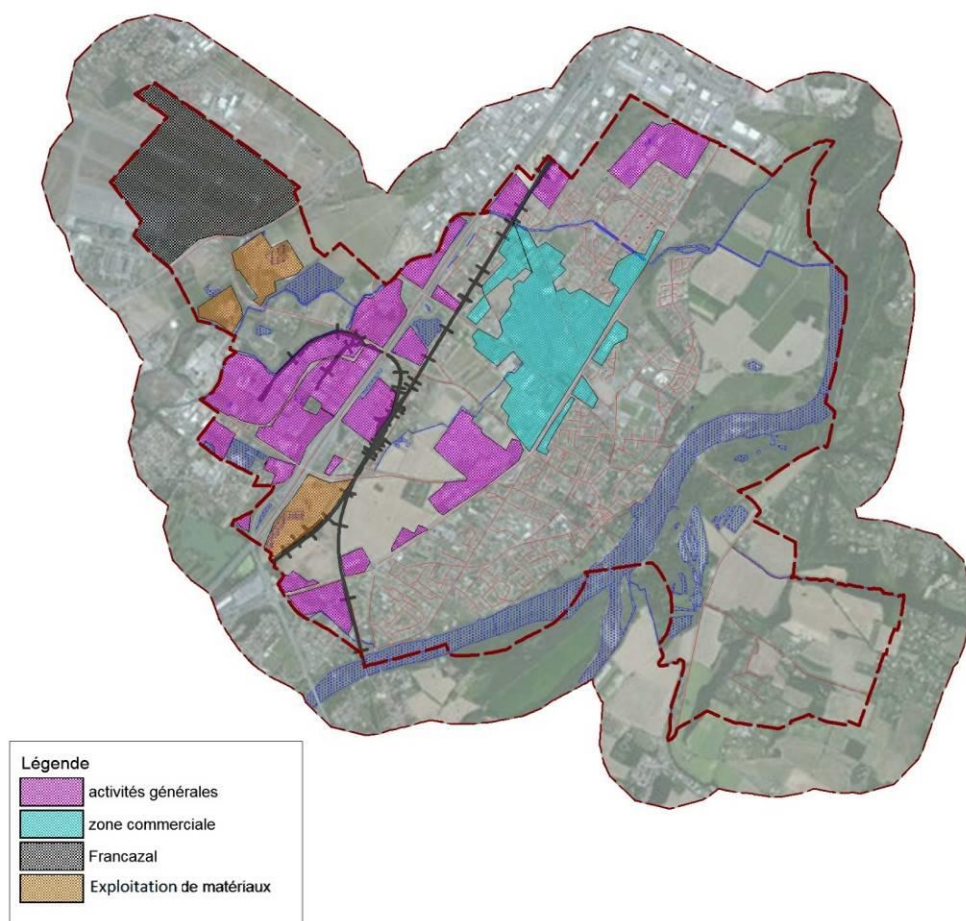 Légende
activités générales
zone commerciale
Francazal
Exploitation de matériaux